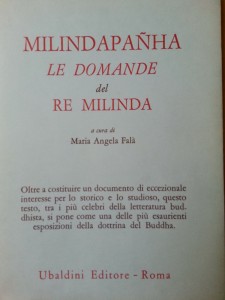 MILINDAPAÑHA
LE DOMANDE
del
RE MILINDA
a cura di
Maria Angela Falà
Oltre a costituire un documento di eccezionale
interesse per lo storico e lo studioso, questo
testo, tra i più celebri della letteratura bud-
dhista, si pone come una delle più esaurienti
esposizioni della dottrina del Buddha.
Ubaldini Editore - Roma